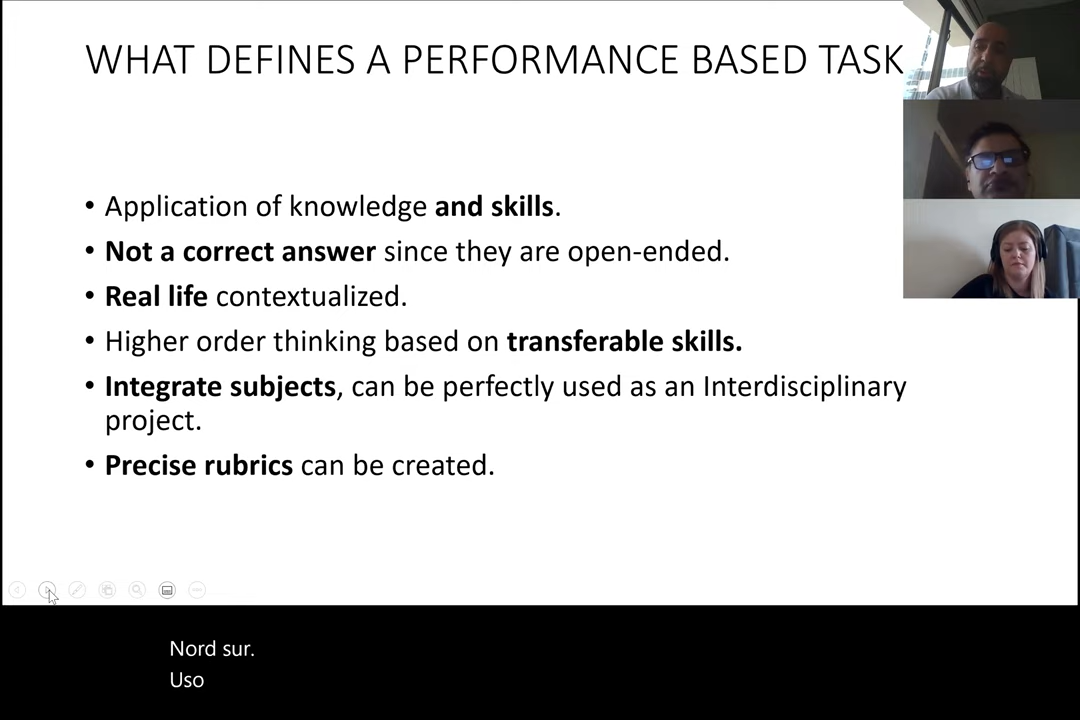 WHAT DEFINES A PERFORMANCE BASED TASK
• Application of knowledge and skills.
• Not a correct answer since they are open-ended.
• Real life contextualized.
• Higher order thinking based on transferable skills.
• Integrate subjects, can be perfectly used as an Interdisciplinary
project.
• Precise rubrics can be created.
Nord sur.
Uso